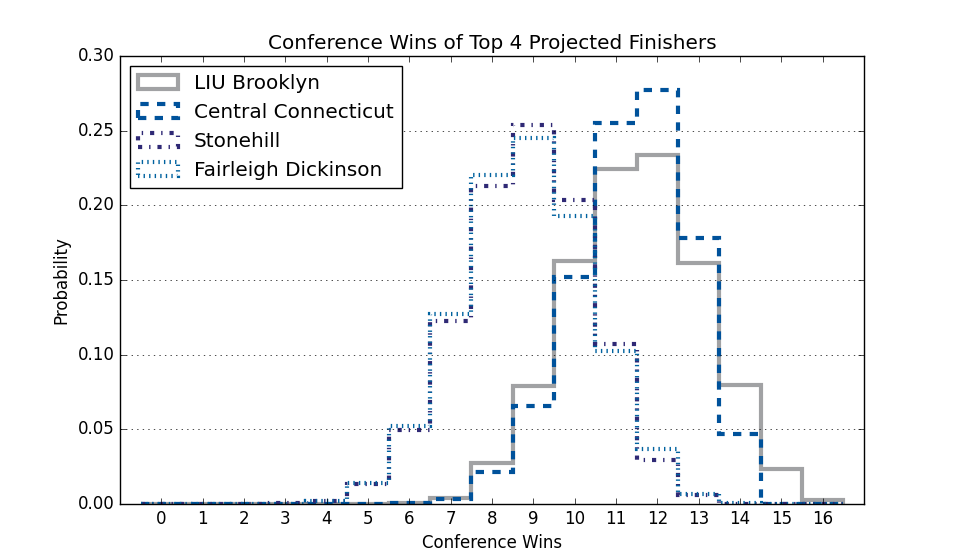 Conference Wins of Top 4 Projected Finishers
0.30
0.25
0.20
0.15
0.10
0.05
0.00
Probability
LIU Brooklyn
Central Connecticut
Stonehill
Fairleigh Dickinson
0 1 2 3 4 5 6 7 8 9 10 11 12 13 14 15 16
Conference Wins